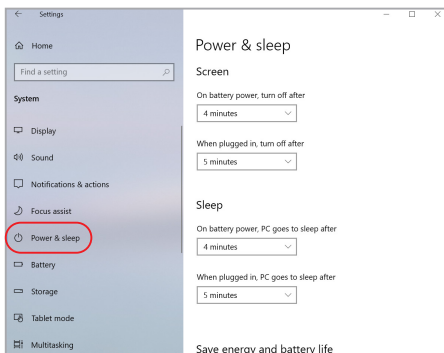 Settings
Home
Find a setting
System
Display
Sound
Notifications & actions
Focus assist
Power & sleep
Battery
Storage
Tablet mode
Multitasking
Power & sleep
Screen
On battery power, turn off after
4 minutes
When plugged in, turn off after
5 minutes
Sleep
On battery power, PC goes to sleep after
4 minutes
When plugged in, PC goes to sleep after
5 minutes
Save energy and battery life